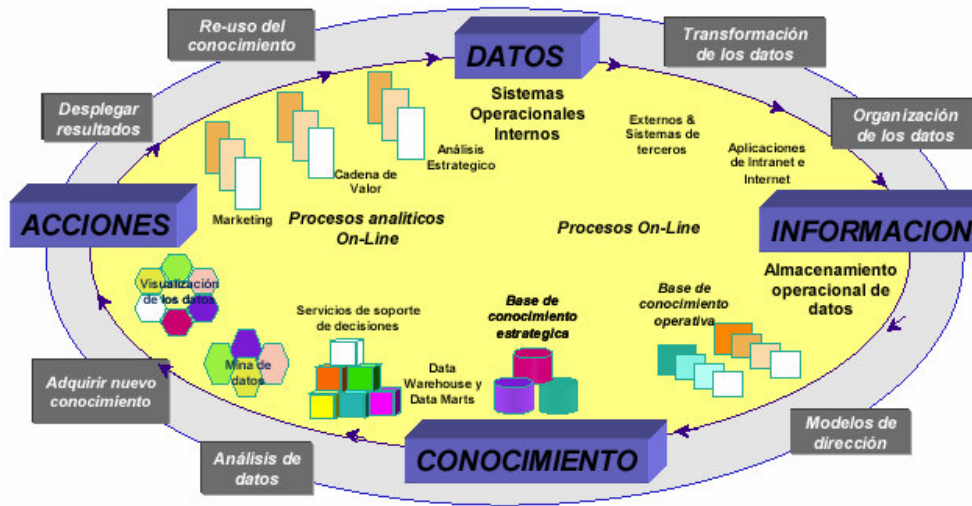 Re-uso del
conocimiento
DATOS
Transformación
de los datos
Desplegar
resultados
Sistemas
Operacionales
Internos
Externos &
Sistemas de
terceros
Organización
de los datos
Análisis
Estrategico
Cadena de
Valor
Marketing
Aplicaciones
de Intranet e
Internet
ACCIONES
Procesos analiticos
On-Line
Procesos On-Line
INFORMACION
Almacenamiento
operacional de
datos
Visualización
de los datos
Servicios de soporte
de decisiones
Base de
conocimiento
estrategica
Base de
conocimiento
operativa
Mina de
datos
Data
Warehouse y
Data Marts
Adquirir nuevo
conocimiento
Modelos de
dirección
Análisis de
datos
CONOCIMIENTO